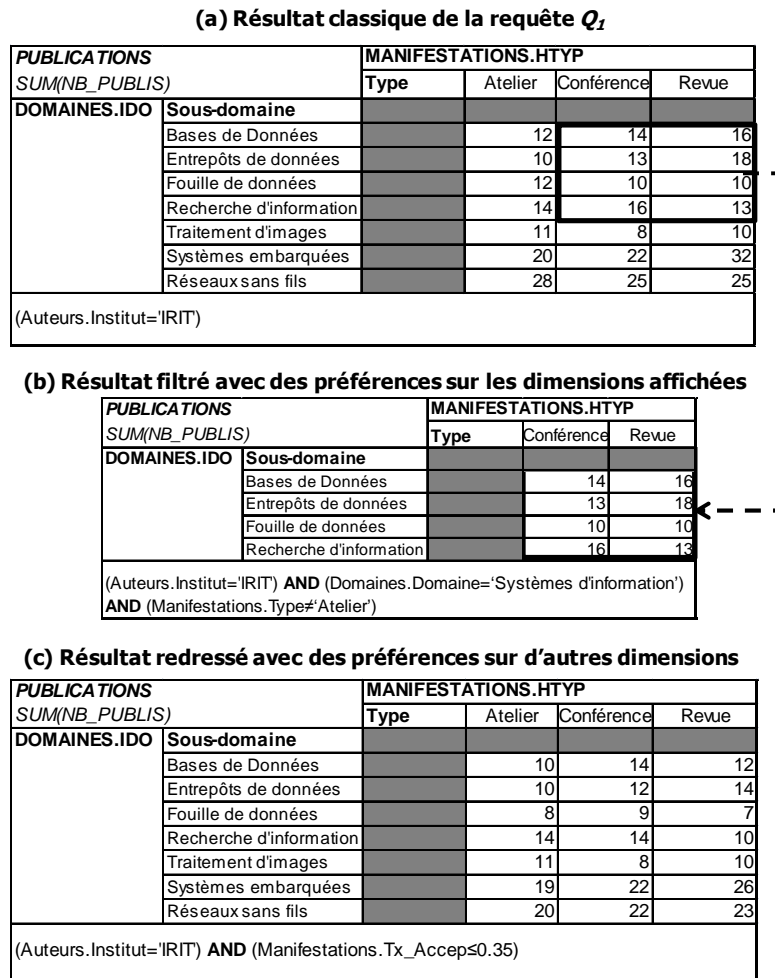 (a) Résultat classique de la requête Q1
PUBLICATIONS MANIFESTATIONS.HTYP
SUM(NB_PUBLIS) Type Atelier Conférence Revue
DOMAINES.IDO Sous-domaine
Bases de Données 12 14 16
Entrepôts de données 10 13 18
Fouille de données 12 10 10
Recherche d'information 14 16 13
Traitement d'images 11 8 10
Systèmes embarquées 20 22 32
Réseaux sans fils 28 25 25
(Auteurs.Institut='IRIT')
(b) Résultat filtré avec des préférences sur les dimensions affichées
PUBLICATIONS MANIFESTATIONS.HTYP
SUM(NB_PUBLIS) Type Conférence Revue
DOMAINES.IDO Sous-domaine
Bases de Données 14 16
Entrepôts de données 13 18
Fouille de données 10 10
Recherche d'information 16 13
(Auteurs.Institut='IRIT') AND (Domaines.Domaine=‘Systèmes d'information’)
AND (Manifestations.Type≠‘Atelier’)
(c) Résultat redressé avec des préférences sur d’autres dimensions
PUBLICATIONS MANIFESTATIONS.HTYP
SUM(NB_PUBLIS) Type Atelier Conférence Revue
DOMAINES.IDO Sous-domaine
Bases de Données 10 14 12
Entrepôts de données 10 12 14
Fouille de données 8 9 7
Recherche d'information 14 14 10
Traitement d'images 11 8 10
Systèmes embarquées 19 22 26
Réseaux sans fils 20 22 23
(Auteurs.Institut='IRIT') AND (Manifestations.Tx_Accep≤0.35)